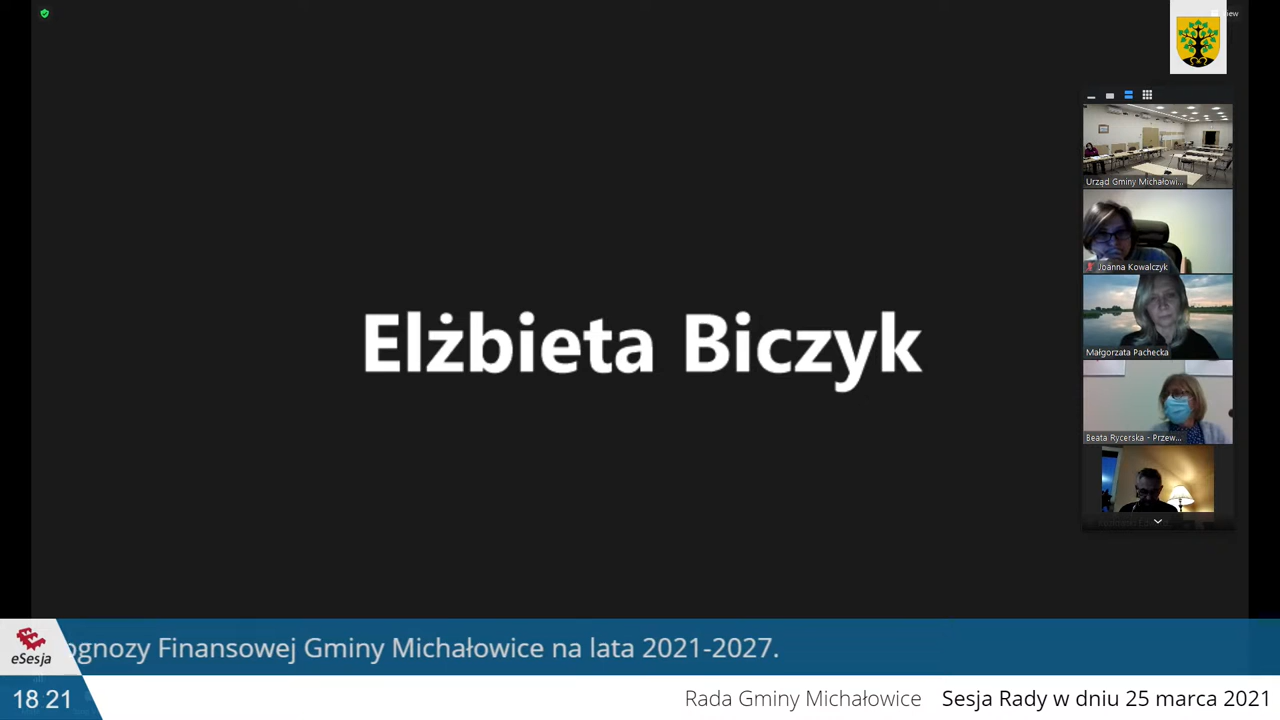 View
Urząd Gminy Michałowi...
Joanna Kowalczyk
Małgorzata Pachecka
Beata Rycerska - Przew...
Elżbieta Biczyk
ognozy Finansowej Gminy Michałowice na lata 2021-2027.
eSesja
18 21
Rada Gminy Michałowice Sesja Rady w dniu 25 marca 2021